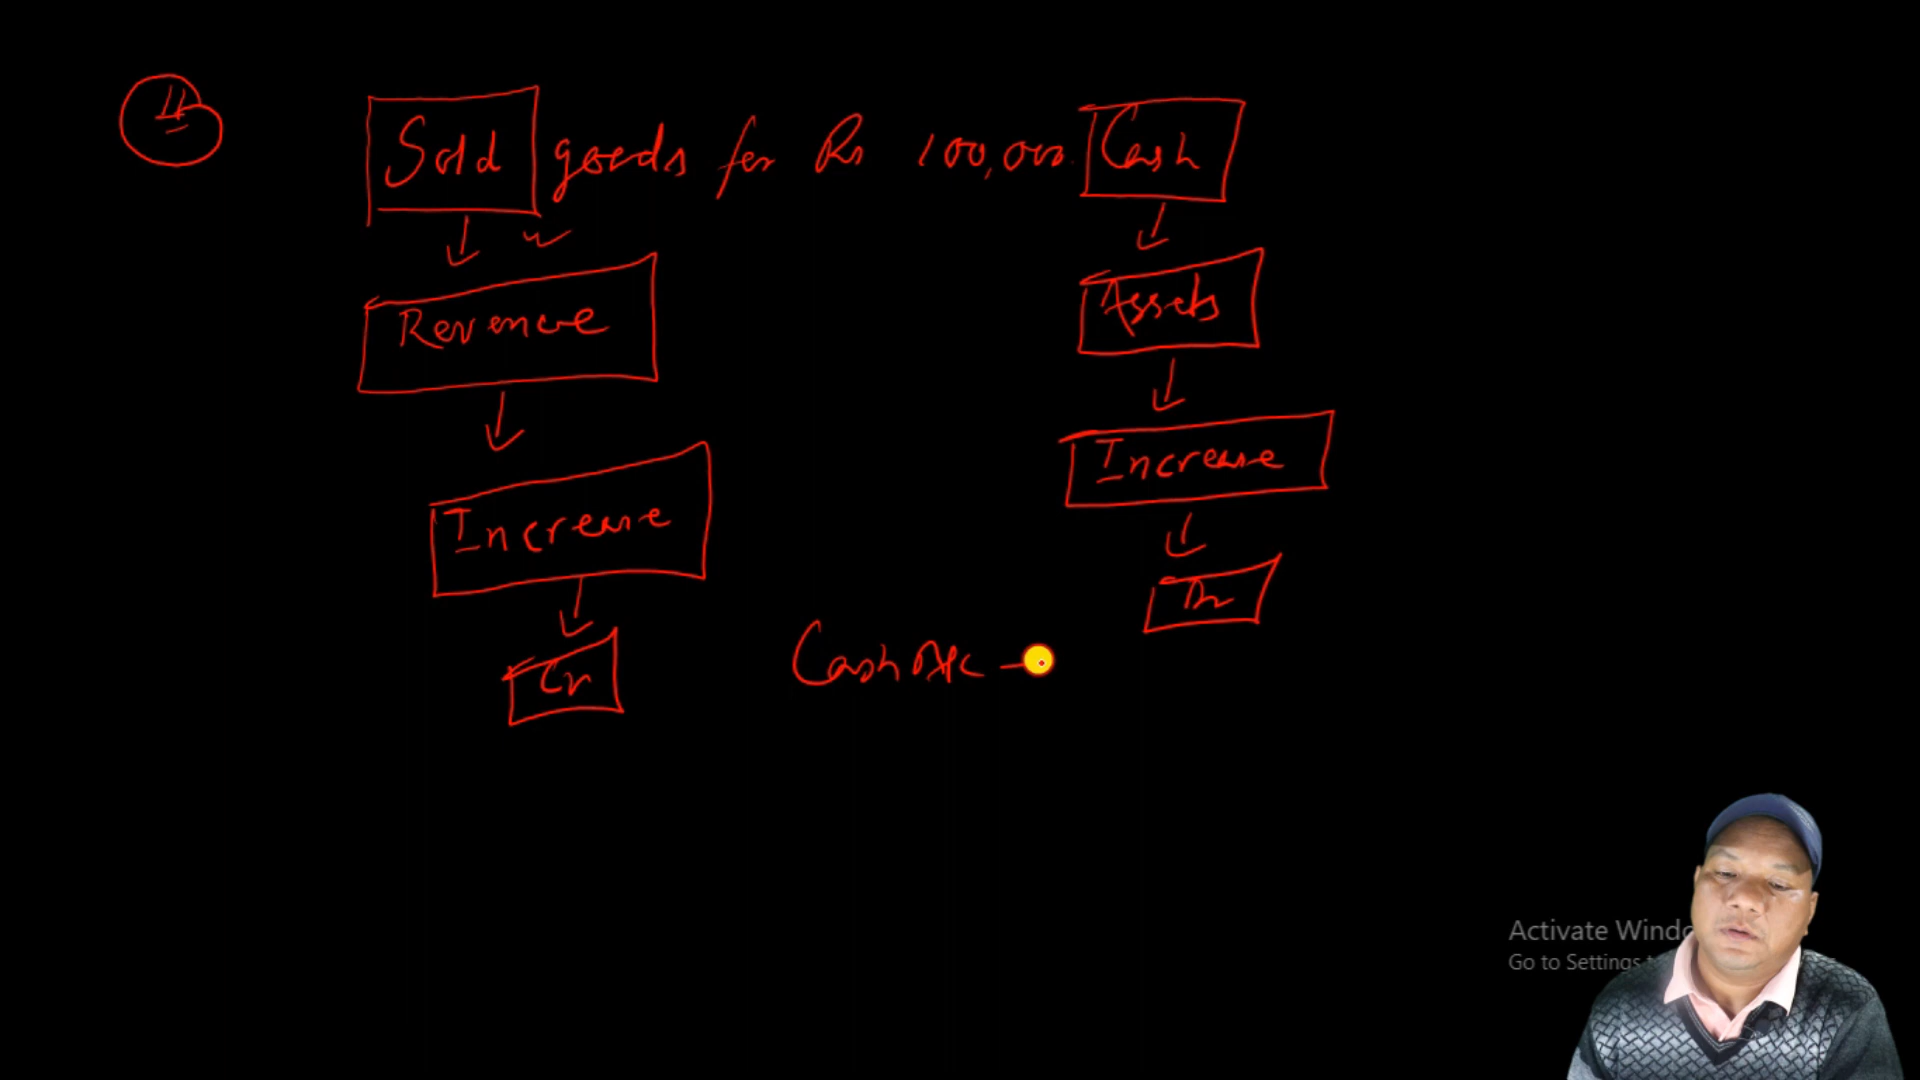 4
Sold goods for Rs 100,000 Cash
Revenue
Assets
Increase
Increase
Cr
Dr
Cash A/c
Activate Windo
Go to Settings t